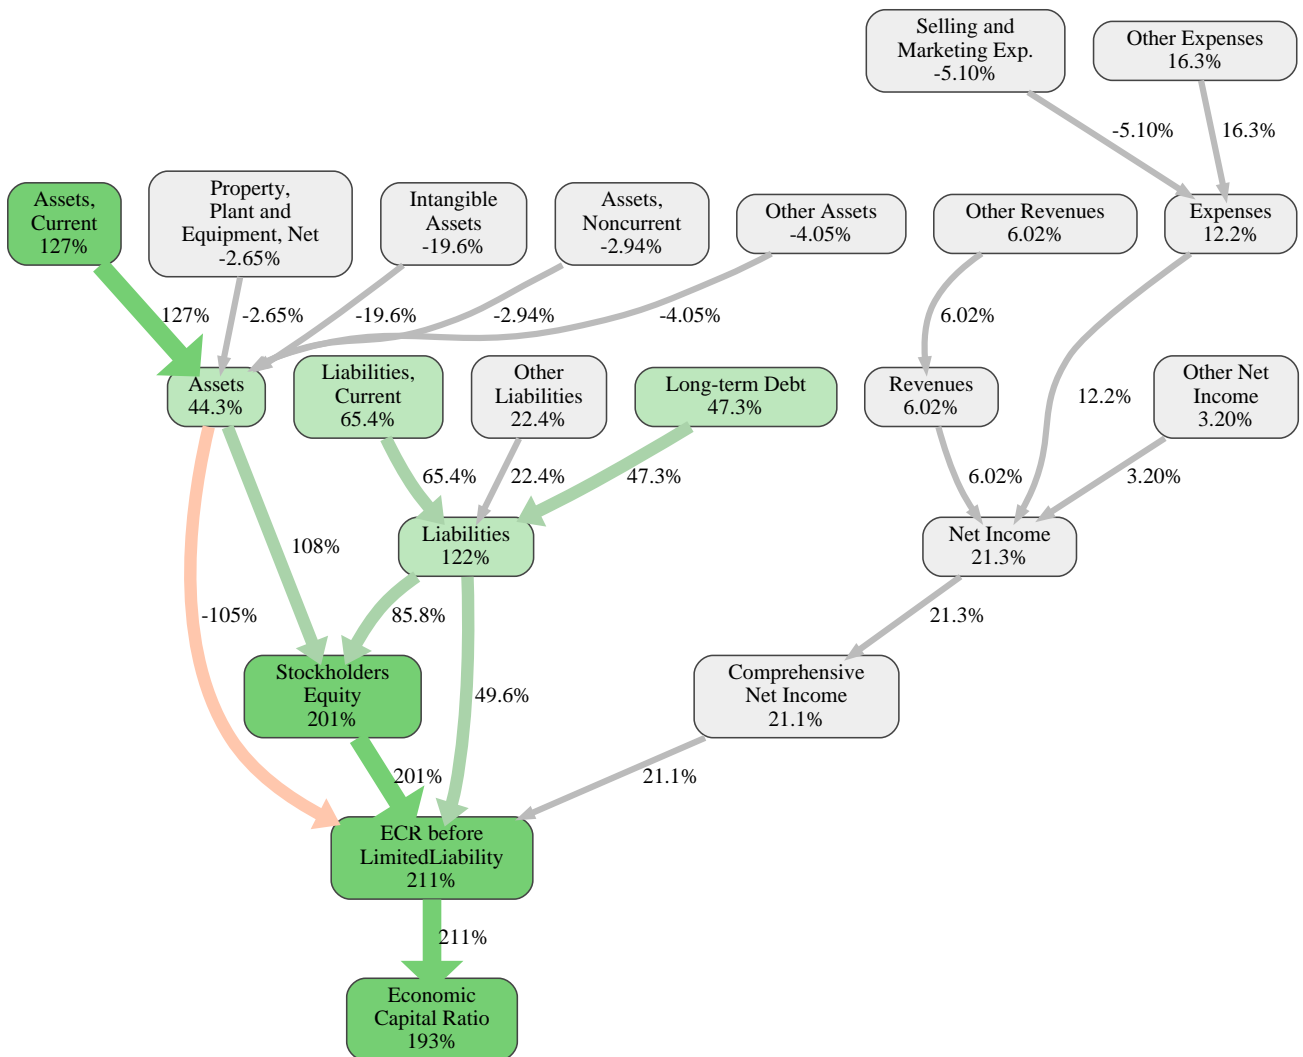 Selling and
Marketing Exp.
-5.10%
Other Expenses
16.3%
-5.10%
16.3%
Assets,
Current
127%
Property,
Plant and
Equipment, Net
-2.65%
Intangible
Assets
-19.6%
Assets,
Noncurrent
-2.94%
Other Assets
-4.05%
Other Revenues
6.02%
Expenses
12.2%
127%
-2.65%
-19.6%
-2.94%
-4.05%
6.02%
12.2%
Assets
44.3%
Liabilities,
Current
65.4%
Other
Liabilities
22.4%
Long-term Debt
47.3%
Revenues
6.02%
Other Net
Income
3.20%
65.4%
22.4%
47.3%
6.02%
3.20%
108%
-105%
Liabilities
122%
Net Income
21.3%
85.8%
49.6%
21.3%
Stockholders
Equity
201%
Comprehensive
Net Income
21.1%
201%
21.1%
ECR before
LimitedLiability
211%
211%
Economic
Capital Ratio
193%